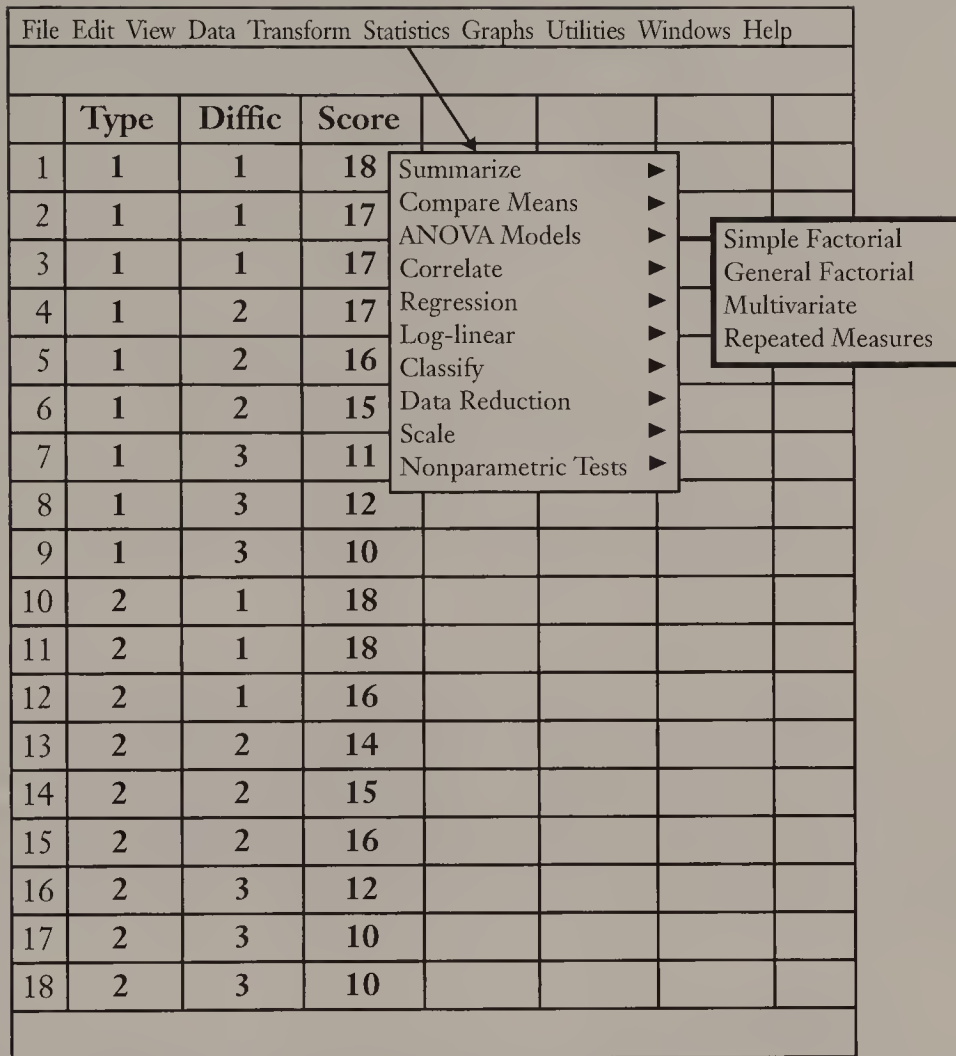 File Edit View Data Transform Statistics Graphs Utilities Windows Help
Type Diffic Score
1 1 1 18
2 1 1 17
3 1 1 17
4 1 2 17
5 1 2 16
6 1 2 15
7 1 3 11
8 1 3 12
9 1 3 10
10 2 1 18
11 2 1 18
12 2 1 16
13 2 2 14
14 2 2 15
15 2 2 16
16 2 3 12
17 2 3 10
18 2 3 10
Summarize
Compare Means
ANOVA Models
Correlate
Regression
Log-linear
Classify
Data Reduction
Scale
Nonparametric Tests
Simple Factorial
General Factorial
Multivariate
Repeated Measures